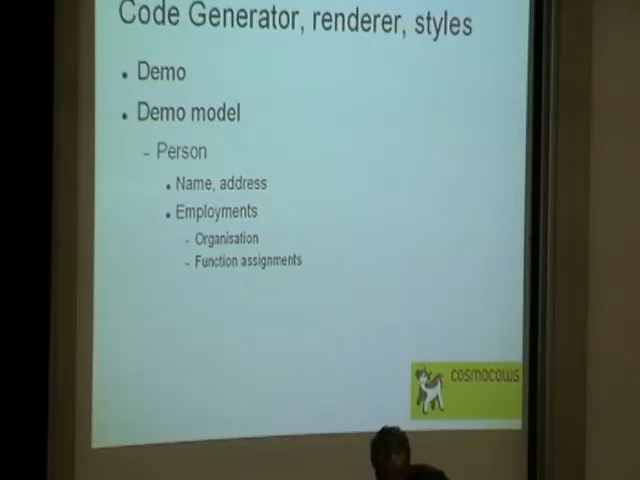 Code Generator, renderer, styles
• Demo
• Demo model
– Person
• Name, address
• Employments
- Organisation
- Function assignments
cosmocows